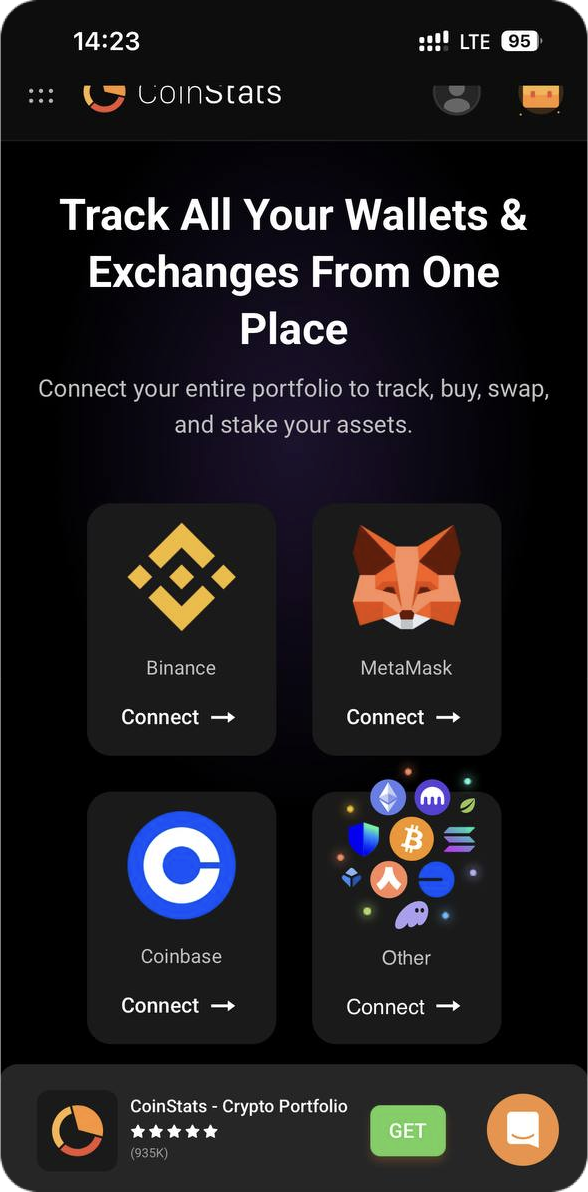 14:23
LTE 95
CoinStats
Track All Your Wallets &
Exchanges From One
Place
Connect your entire portfolio to track, buy, swap,
and stake your assets.
Binance
Connect →
MetaMask
Connect →
Coinbase
Connect →
Other
Connect →
CoinStats - Crypto Portfolio
★★★★★
(935K)
GET